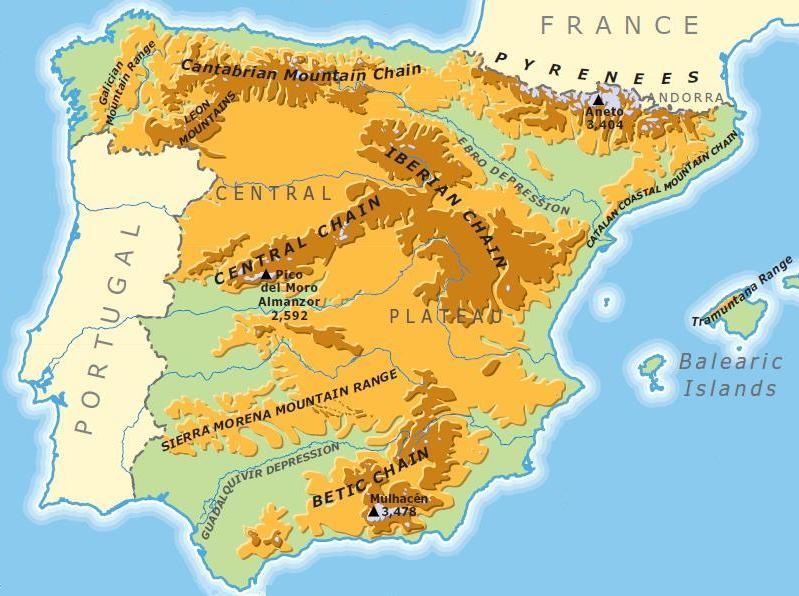 FRANCE
PYRENEES
ANDORRA
Aneto
3,404
Galician
Mountain Range
Cantabrian Mountain Chain
LEON
MOUNTAINS
IBERIAN CHAIN
EBRO DEPRESSION
CATALAN COASTAL MOUNTAIN CHAIN
CENTRAL
CENTRAL CHAIN
Pico
del Moro
Almanzor
2,592
PLATEAU
PORTUGAL
Tramuntana Range
Balearic
Islands
SIERRA MORENA MOUNTAIN RANGE
GUADALQUIVIR DEPRESSION
BETIC CHAIN
Mulhacén
3,478